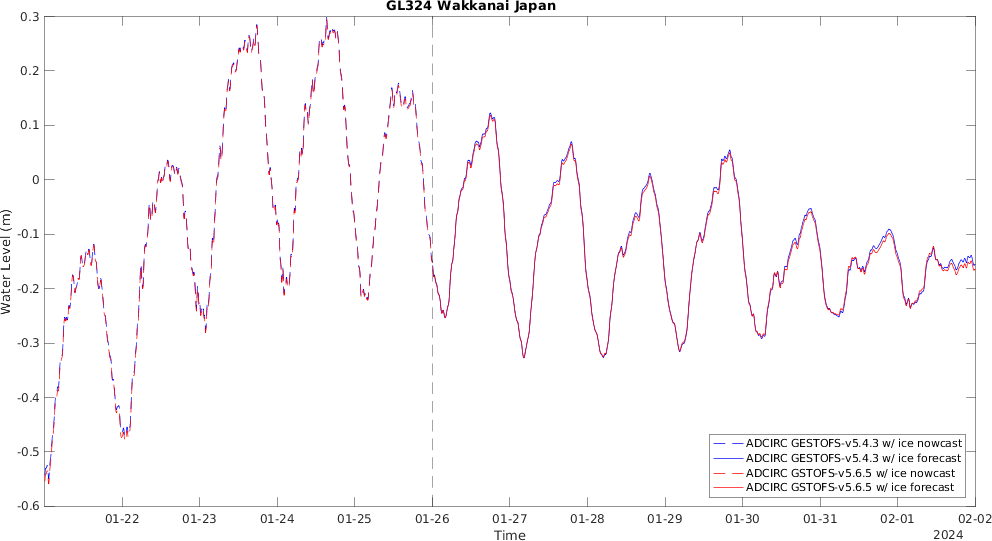 GL324 Wakkanai Japan
0.3
0.2
0.1
0
-0.1
-0.2
-0.3
-0.4
-0.5
-0.6
Water Level (m)
ADCIRC GESTOFS-v5.4.3 w/ ice nowcast
ADCIRC GESTOFS-v5.4.3 w/ ice forecast
ADCIRC GSTOFS-v5.6.5 w/ ice nowcast
ADCIRC GSTOFS-v5.6.5 w/ ice forecast
01-22 01-23 01-24 01-25 01-26 01-27 01-28 01-29 01-30 01-31 02-01 02-02
Time
2024